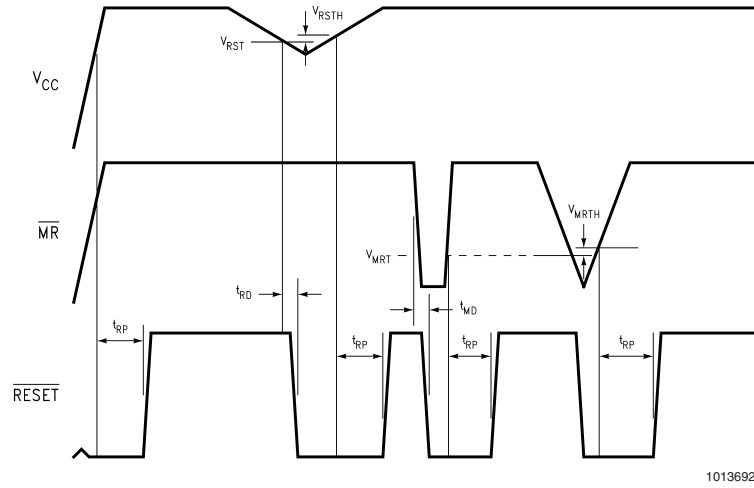 V_RSTH
V_RST
V_CC
MR
V_MRTH
V_MRT
t_RD
t_MD
t_RP
t_RP
t_RP
t_RP
RESET
1013692